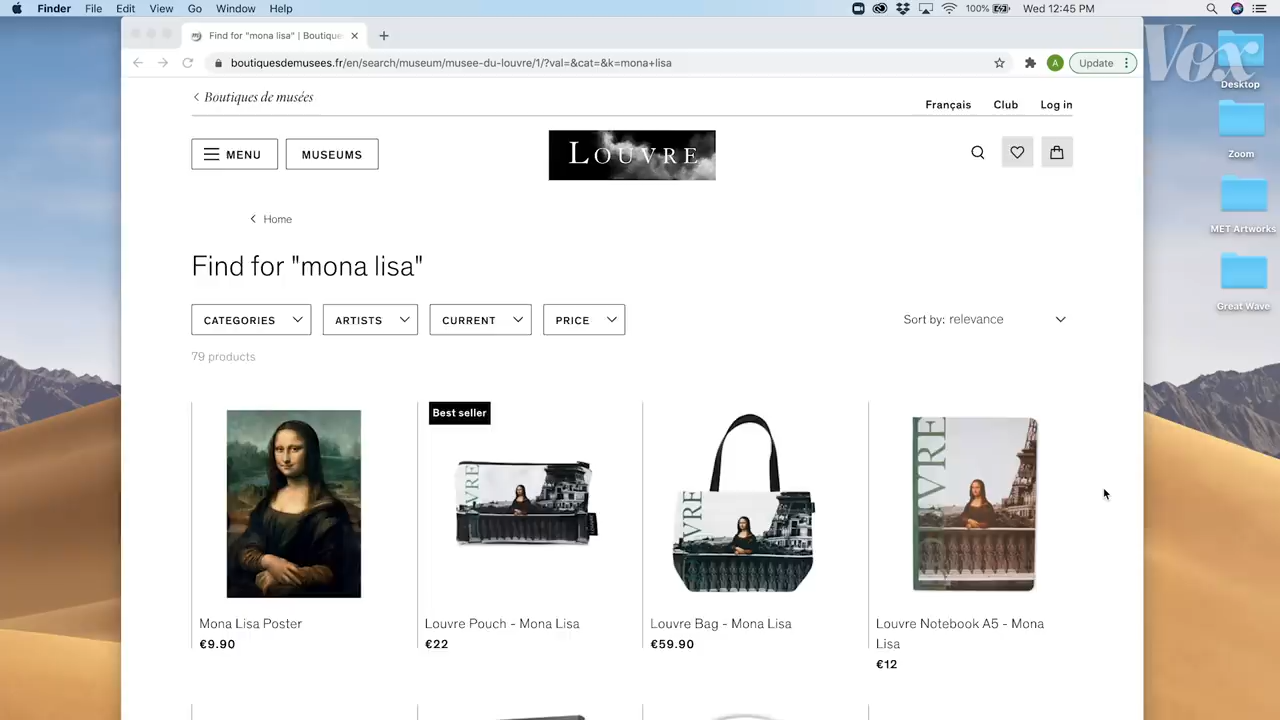 Finder File Edit View Go Window Help 100% Wed 12:45 PM
Find for "mona lisa" | Boutique
boutiquesdemusees.fr/en/search/museum/musee-du-louvre/1/?val=&cat=&k=mona+lisa
A
Update
Vox
Desktop
Zoom
MET Artworks
Great Wave
Boutiques de musées
Français Club Log in
MENU MUSEUMS
LOUVRE
Home
Find for "mona lisa"
CATEGORIES ARTISTS CURRENT PRICE
Sort by: relevance
79 products
Best seller
VRE
VRE
VRE
Mona Lisa Poster
€9.90
Louvre Pouch - Mona Lisa
€22
Louvre Bag - Mona Lisa
€59.90
Louvre Notebook A5 - Mona
Lisa
€12